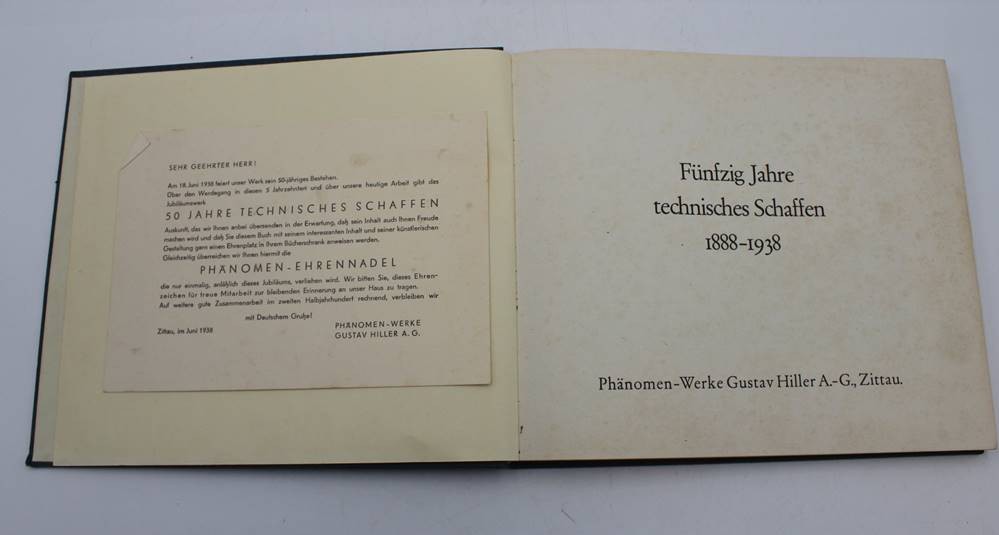 SEHR GEEHRTER HERR!
Am 18. Juni 1938 feiert unser Werk sein 50-jähriges Bestehen.
Über den Werdegang in diesen 5 Jahrzehnten und über unsere heutige Arbeit gibt das
Jubiläumswerk
50 JAHRE TECHNISCHES SCHAFFEN
Auskunft, das wir Ihnen anbei übersenden in der Erwartung, daß sein Inhalt auch Ihnen Freude
machen wird und daß Sie diesem Buch mit seinem interessanten Inhalt und seiner künstlerischen
Gestaltung gern einen Ehrenplatz in Ihrem Bücherschrank anweisen werden.
Gleichzeitig überreichen wir Ihnen hiermit die
PHÄNOMEN-EHRENNADEL
die nur einmalig, anläßlich dieses Jubiläums, verliehen wird. Wir bitten Sie, dieses Ehren-
zeichen für treue Mitarbeit zur bleibenden Erinnerung an unser Haus zu tragen.
Auf weitere gute Zusammenarbeit im zweiten Halbjahrhundert rechnend, verbleiben wir
mit Deutschem Gruße!
Zittau, im Juni 1938
PHÄNOMEN-WERKE
GUSTAV HILLER A. G.
Fünfzig Jahre
technisches Schaffen
1888-1938
Phänomen-Werke Gustav Hiller A.-G., Zittau.